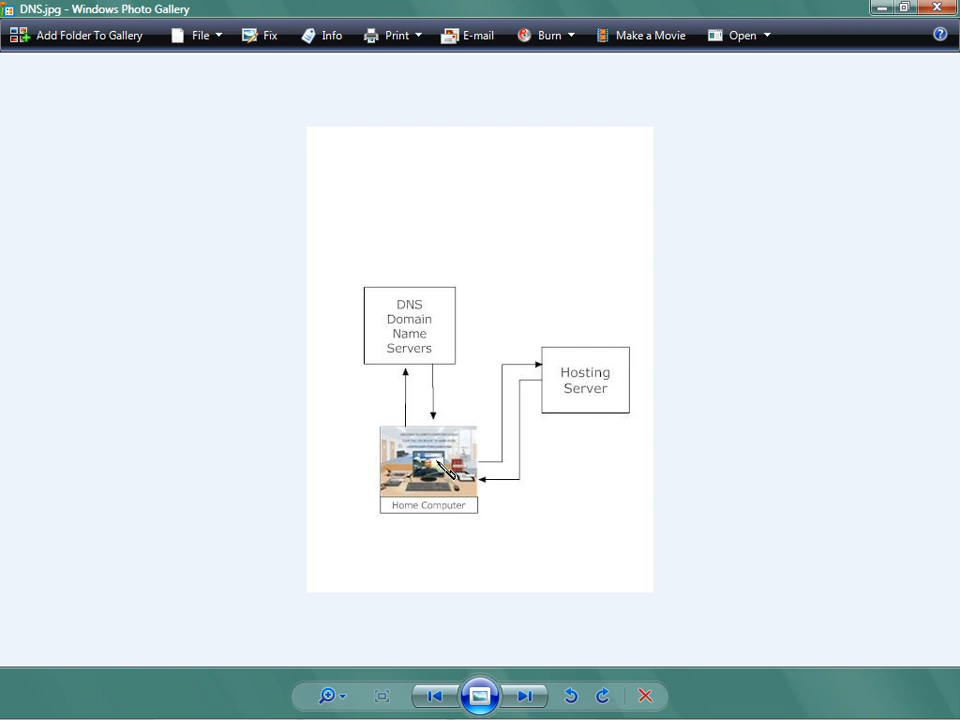 DNS.jpg - Windows Photo Gallery
Add Folder To Gallery File Fix Info Print E-mail Burn Make a Movie Open
DNS
Domain
Name
Servers
Hosting
Server
Home Computer